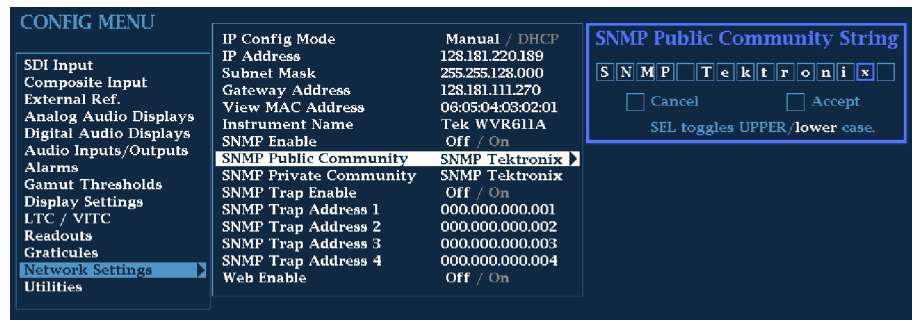 CONFIG MENU
SDI Input
Composite Input
External Ref.
Analog Audio Displays
Digital Audio Displays
Audio Inputs/Outputs
Alarms
Gamut Thresholds
Display Settings
LTC / VITC
Readouts
Graticules
Network Settings
Utilities
IP Config Mode Manual / DHCP
IP Address 128.181.220.189
Subnet Mask 255.255.128.000
Gateway Address 128.181.111.270
View MAC Address 06:05:04:03:02:01
Instrument Name Tek WVR611A
SNMP Enable Off / On
SNMP Public Community SNMP Tektronix
SNMP Private Community SNMP Tektronix
SNMP Trap Enable Off / On
SNMP Trap Address 1 000.000.000.001
SNMP Trap Address 2 000.000.000.002
SNMP Trap Address 3 000.000.000.003
SNMP Trap Address 4 000.000.000.004
Web Enable Off / On
SNMP Public Community String
SNMP Tektronix
Cancel Accept
SEL toggles UPPER/lower case.